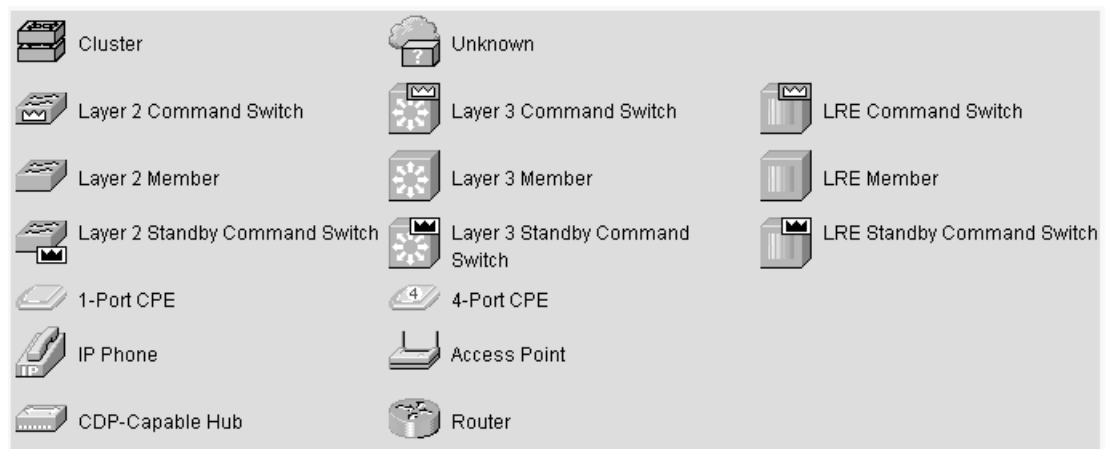 Cluster
? Unknown
Layer 2 Command Switch
Layer 3 Command Switch
LRE Command Switch
Layer 2 Member
Layer 3 Member
LRE Member
Layer 2 Standby Command Switch
Layer 3 Standby Command
Switch
LRE Standby Command Switch
1-Port CPE
4 4-Port CPE
IP IP Phone
Access Point
CDP-Capable Hub
Router